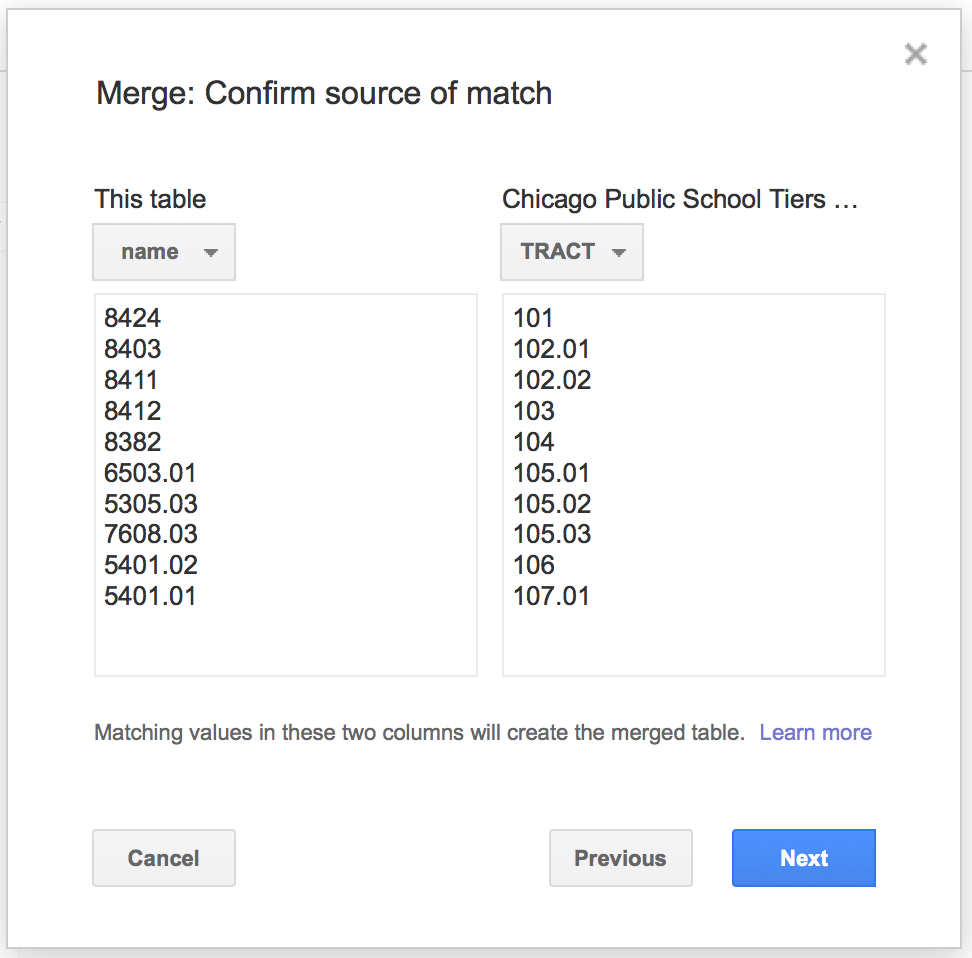 Merge: Confirm source of match
This table
name
8424
8403
8411
8412
8382
6503.01
5305.03
7608.03
5401.02
5401.01
Chicago Public School Tiers …
TRACT
101
102.01
102.02
103
104
105.01
105.02
105.03
106
107.01
Matching values in these two columns will create the merged table. Learn more
Cancel
Previous
Next